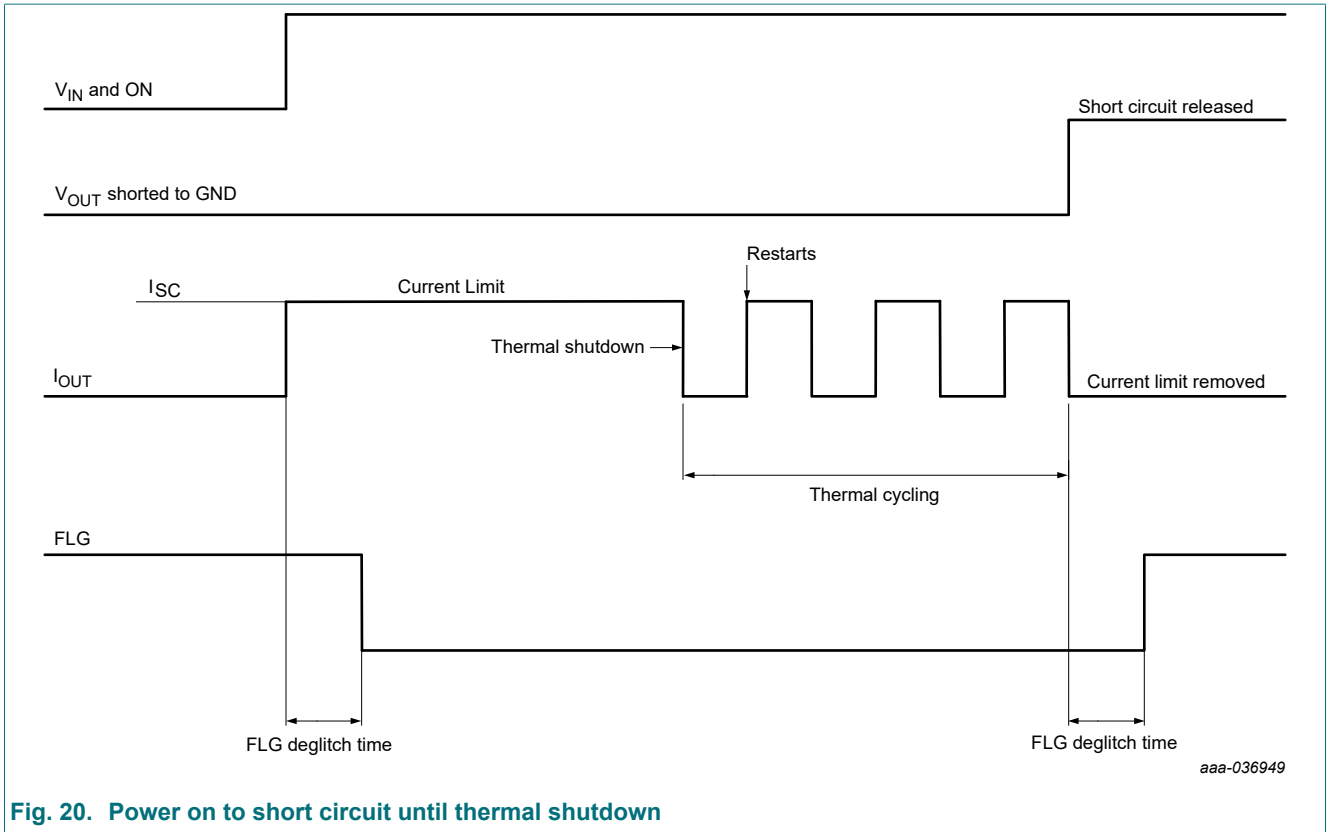 V_IN and ON
Short circuit released
V_OUT shorted to GND
Restarts
I_SC
Current Limit
Thermal shutdown
I_OUT
Current limit removed
Thermal cycling
FLG
FLG deglitch time
FLG deglitch time
aaa-036949
Fig. 20. Power on to short circuit until thermal shutdown